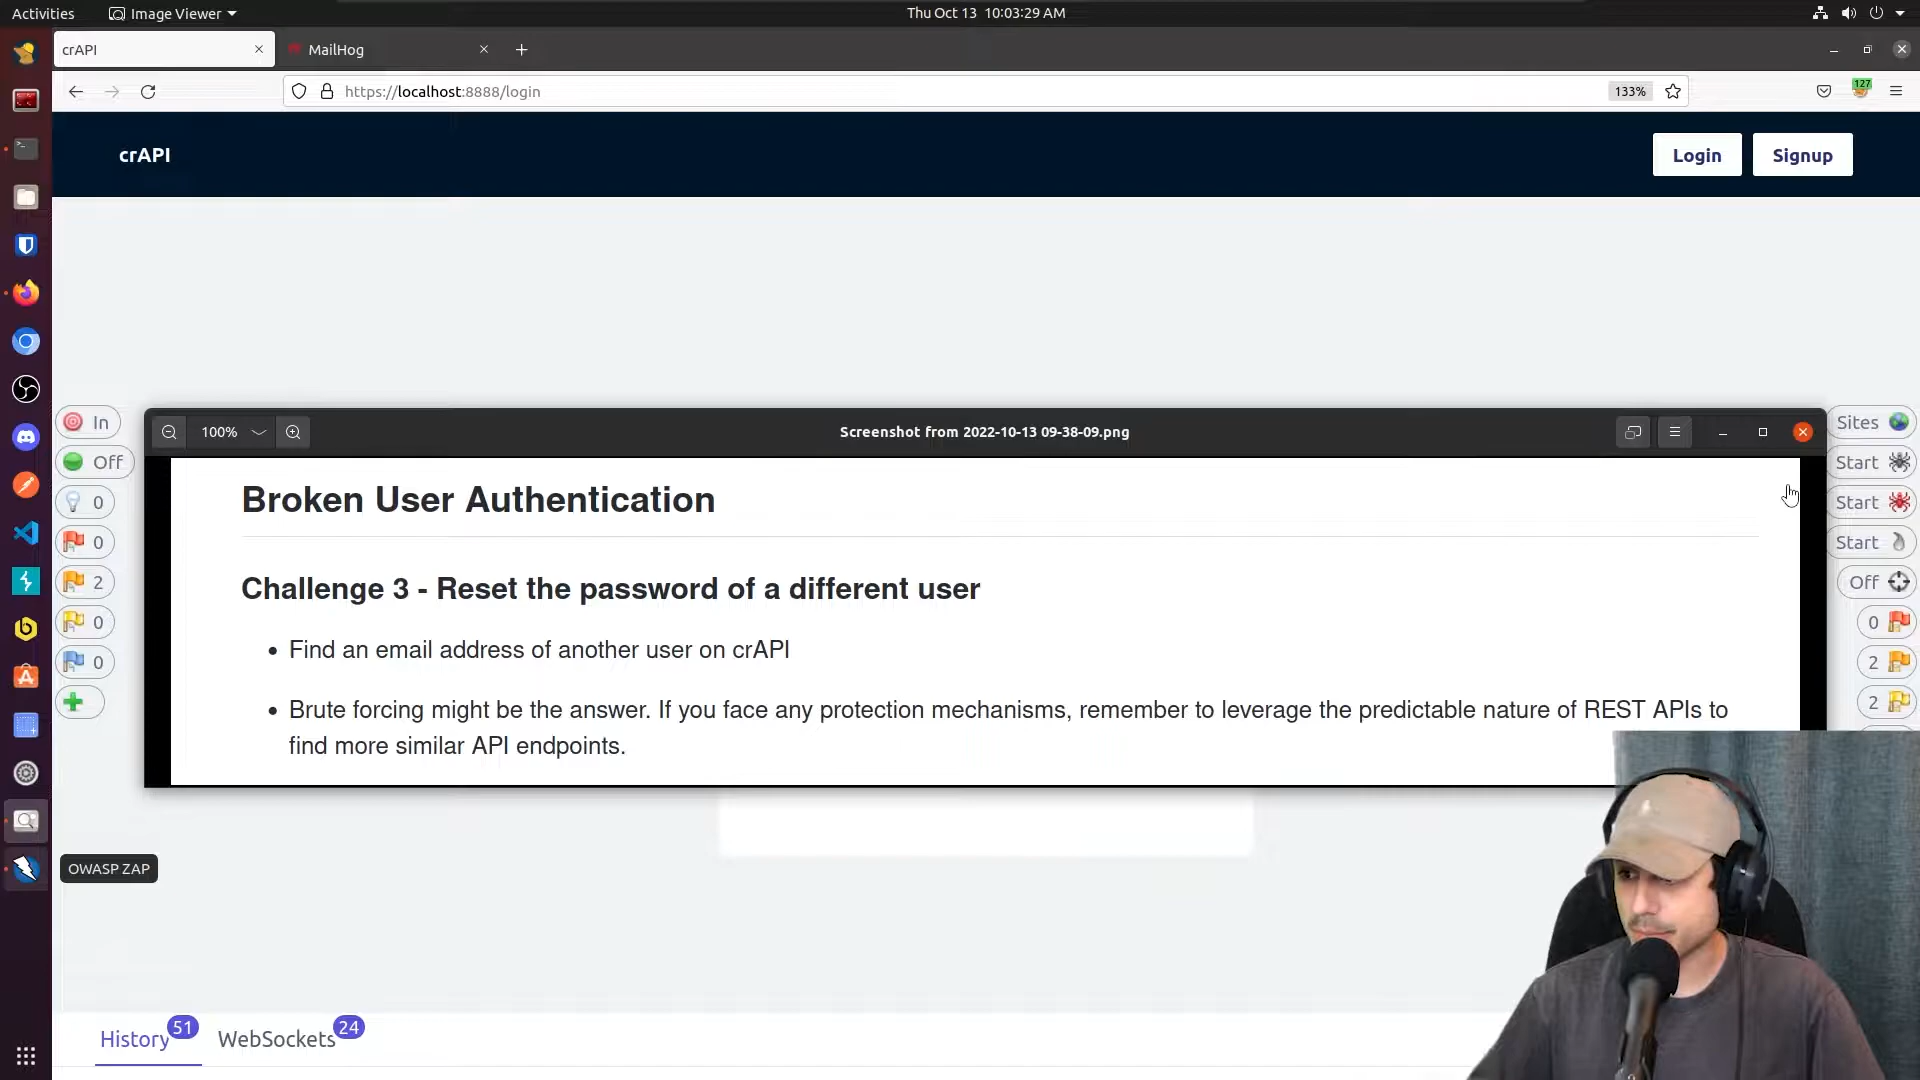 Activities
Image Viewer
Thu Oct 13 10:03:29 AM
crAPI
MailHog
https://localhost:8888/login
133%
127
crAPI
Login
Signup
In
Off
0
0
2
0
0
100%
Screenshot from 2022-10-13 09-38-09.png
Sites
Start
Start
Start
Off
0
2
2
Broken User Authentication
Challenge 3 - Reset the password of a different user
• Find an email address of another user on crAPI
• Brute forcing might be the answer. If you face any protection mechanisms, remember to leverage the predictable nature of REST APIs to
find more similar API endpoints.
OWASP ZAP
History 51
WebSockets 24